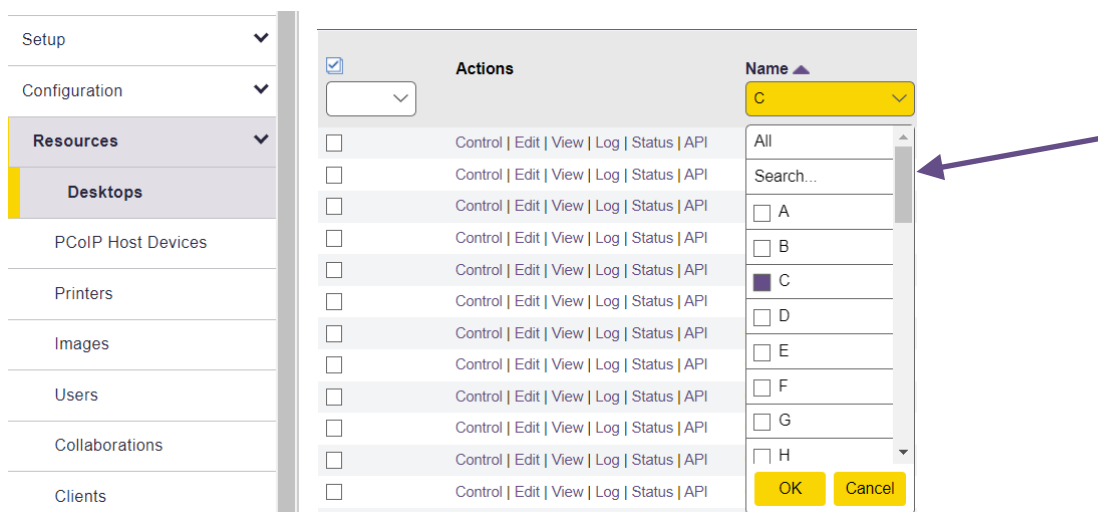 Setup
Configuration
Resources
Desktops
PCoIP Host Devices
Printers
Images
Users
Collaborations
Clients
Actions
Name
C
Control | Edit | View | Log | Status | API
Control | Edit | View | Log | Status | API
Control | Edit | View | Log | Status | API
Control | Edit | View | Log | Status | API
Control | Edit | View | Log | Status | API
Control | Edit | View | Log | Status | API
Control | Edit | View | Log | Status | API
Control | Edit | View | Log | Status | API
Control | Edit | View | Log | Status | API
Control | Edit | View | Log | Status | API
Control | Edit | View | Log | Status | API
Control | Edit | View | Log | Status | API
All
Search...
A
B
C
D
E
F
G
H
OK Cancel